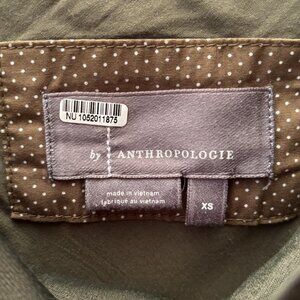 NU 1052011875
by ANTHROPOLOGIE
made in vietnam
fabriqué au vietnam
XS